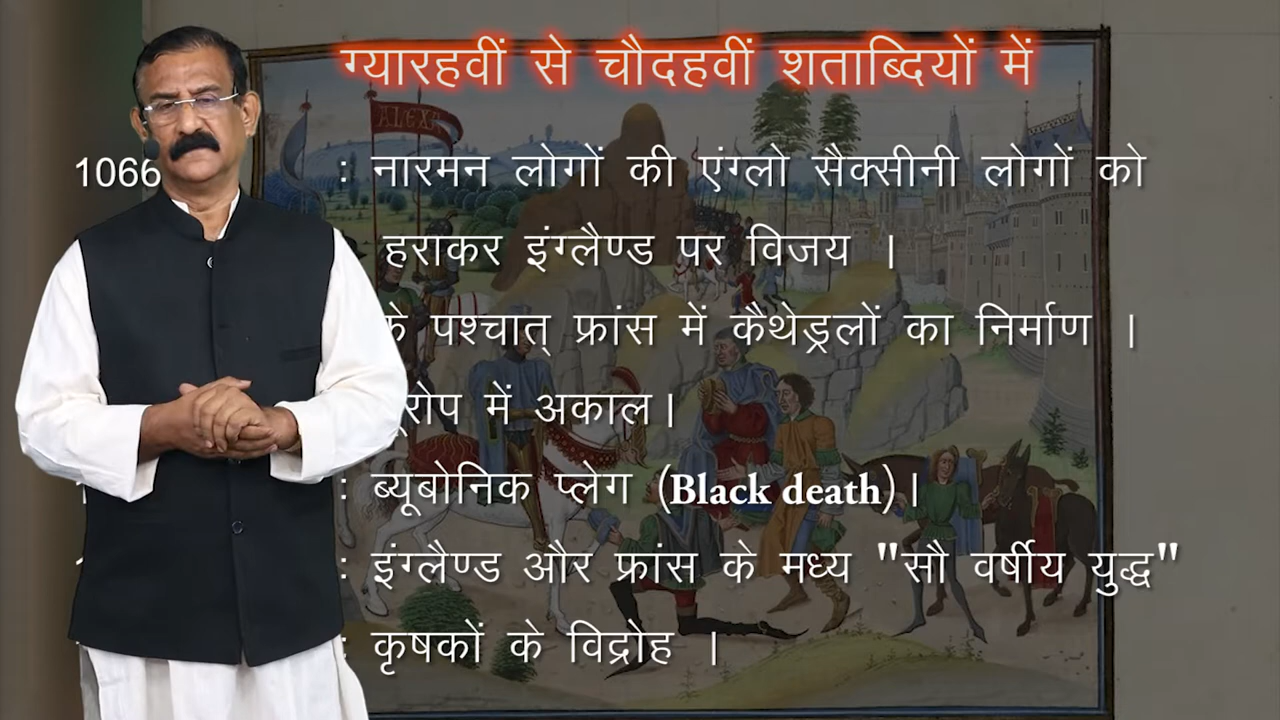 ग्यारहवीं से चौदहवीं शताब्दियों में
1066 : नारमन लोगों की एंग्लो सैक्सीनी लोगों को
हराकर इंग्लैण्ड पर विजय ।
के पश्चात् फ्रांस में कैथेड्रलों का निर्माण ।
में अकाल।
: ब्यूबोनिक प्लेग (Black death)।
: इंग्लैण्ड और फ्रांस के मध्य "सौ वर्षीय युद्ध"
: कृषकों के विद्रोह ।